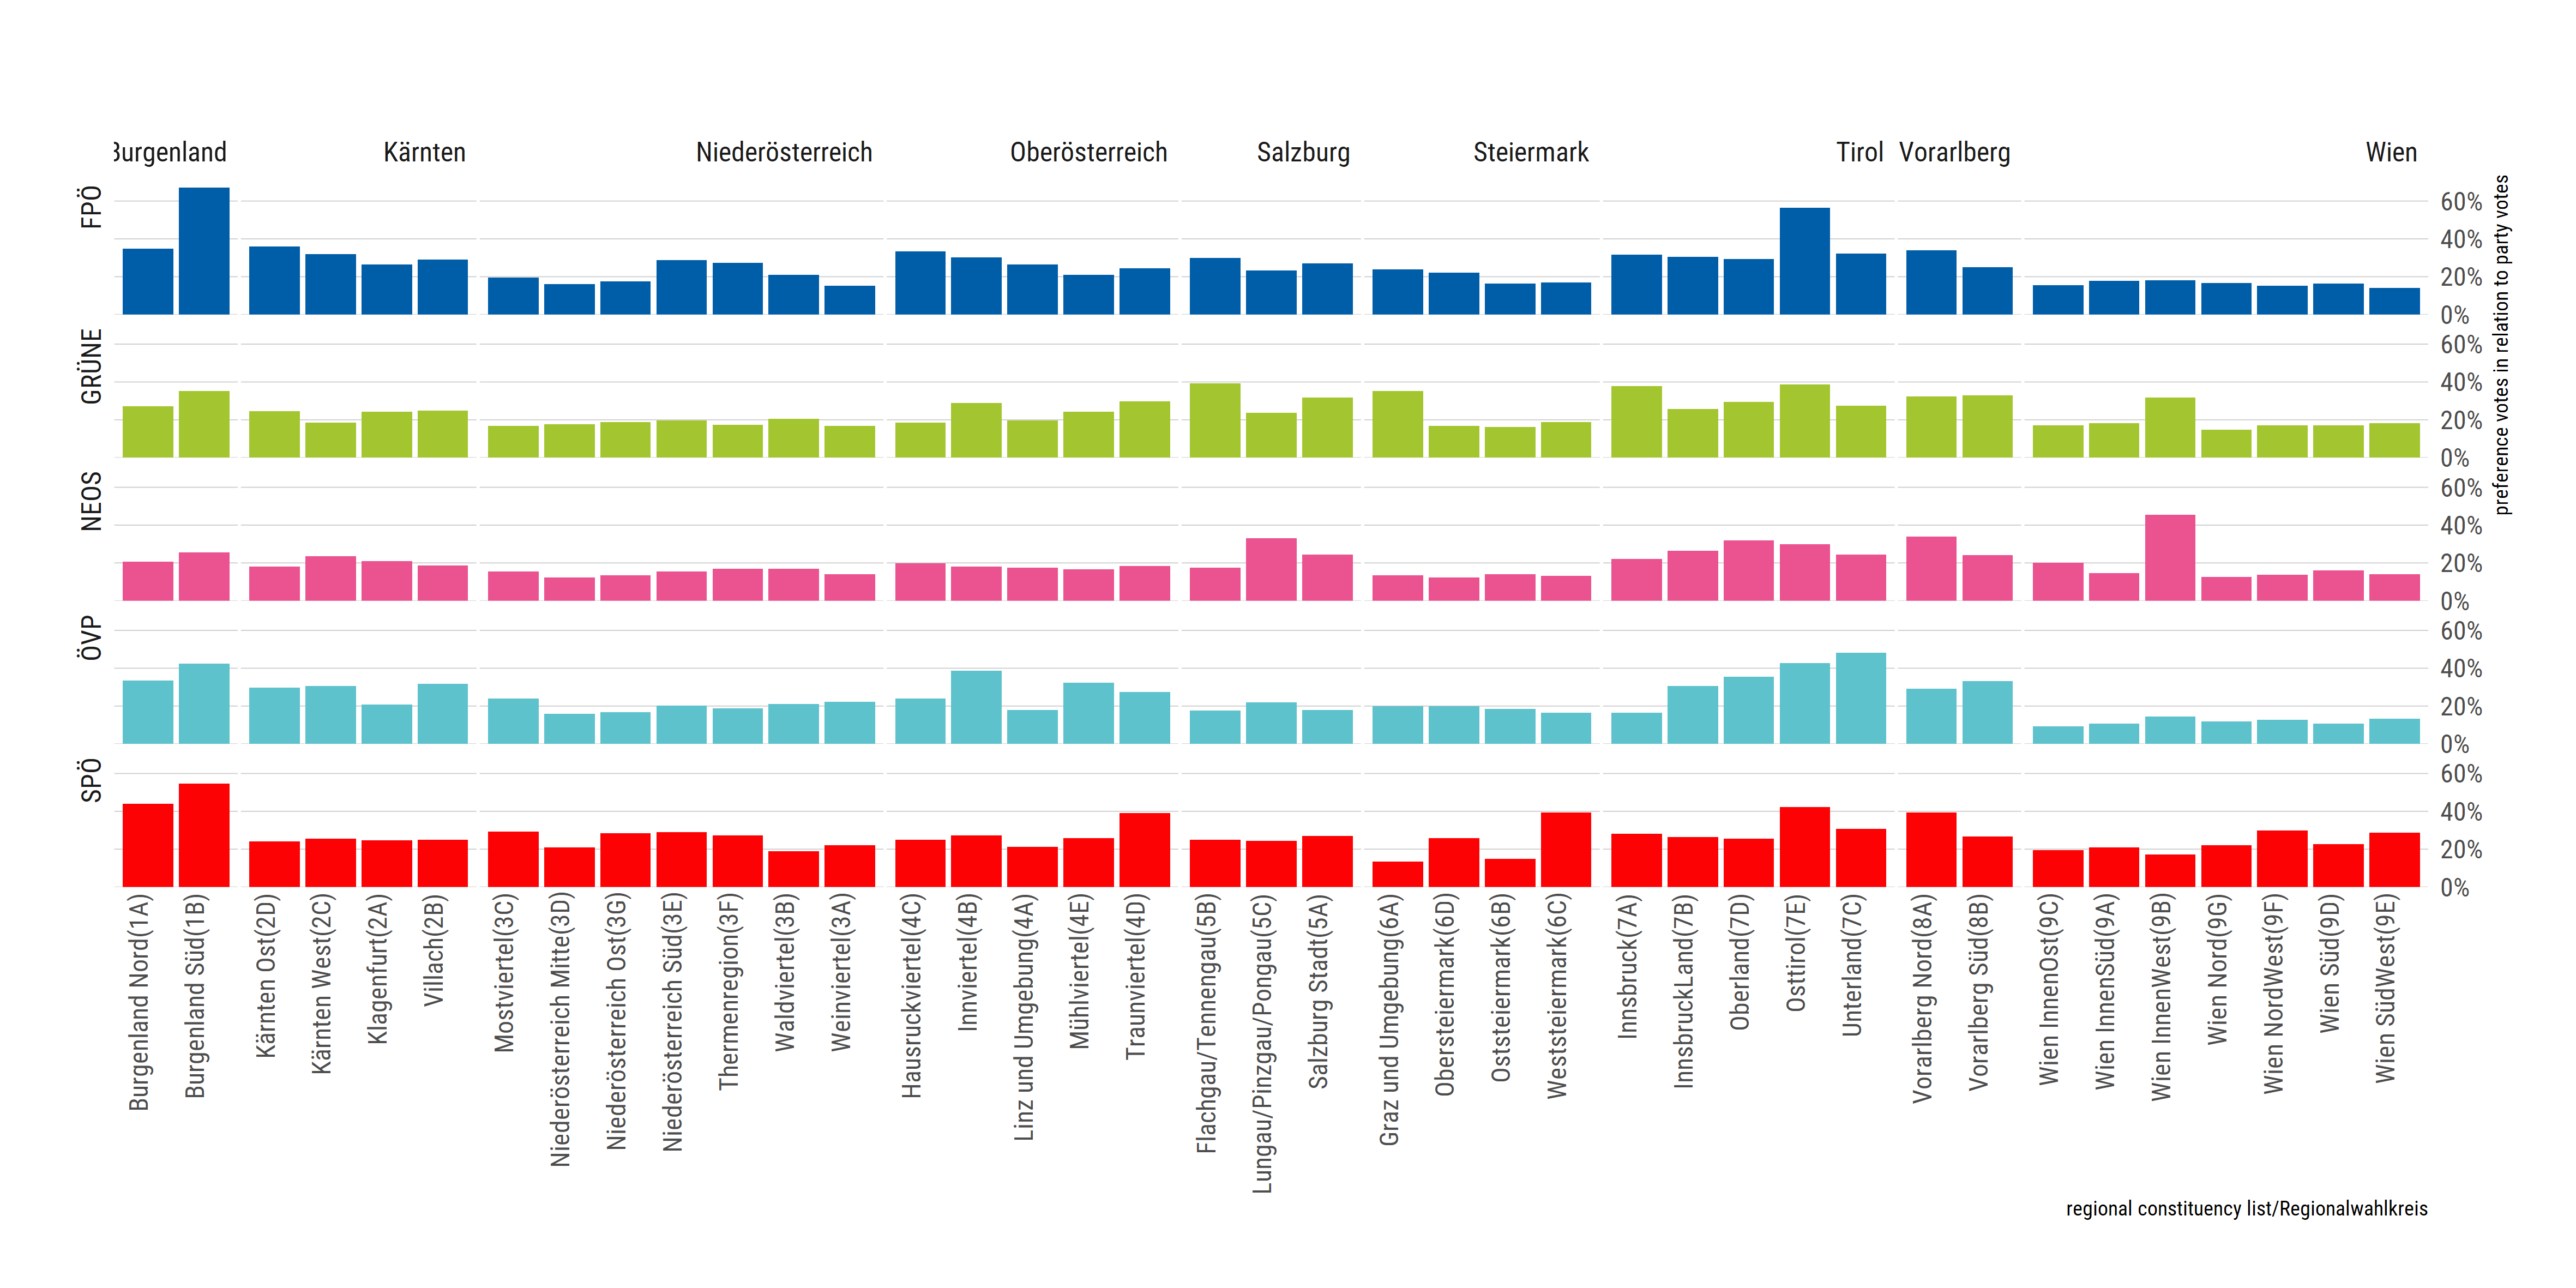 Burgenland
Kärnten
Niederösterreich
Oberösterreich
Salzburg
Steiermark
Tirol
Vorarlberg
Wien
FPÖ
60%
40%
20%
0%
GRÜNE
60%
40%
20%
0%
NEOS
60%
40%
20%
0%
ÖVP
60%
40%
20%
0%
SPÖ
60%
40%
20%
0%
preference votes in relation to party votes
Burgenland Nord(1A)
Burgenland Süd(1B)
Kärnten Ost(2D)
Kärnten West(2C)
Klagenfurt(2A)
Villach(2B)
Mostviertel(3C)
Niederösterreich Mitte(3D)
Niederösterreich Ost(3G)
Niederösterreich Süd(3E)
Thermenregion(3F)
Waldviertel(3B)
Weinviertel(3A)
Hausruckviertel(4C)
Innviertel(4B)
Linz und Umgebung(4A)
Mühlviertel(4E)
Traunviertel(4D)
Flachgau/Tennengau(5B)
Lungau/Pinzgau/Pongau(5C)
Salzburg Stadt(5A)
Graz und Umgebung(6A)
Obersteiermark(6D)
Oststeiermark(6B)
Weststeiermark(6C)
Innsbruck(7A)
InnsbruckLand(7B)
Oberland(7D)
Osttirol(7E)
Unterland(7C)
Vorarlberg Nord(8A)
Vorarlberg Süd(8B)
Wien InnenOst(9C)
Wien InnenSüd(9A)
Wien InnenWest(9B)
Wien Nord(9G)
Wien NordWest(9F)
Wien Süd(9D)
Wien SüdWest(9E)
regional constituency list/Regionalwahlkreis